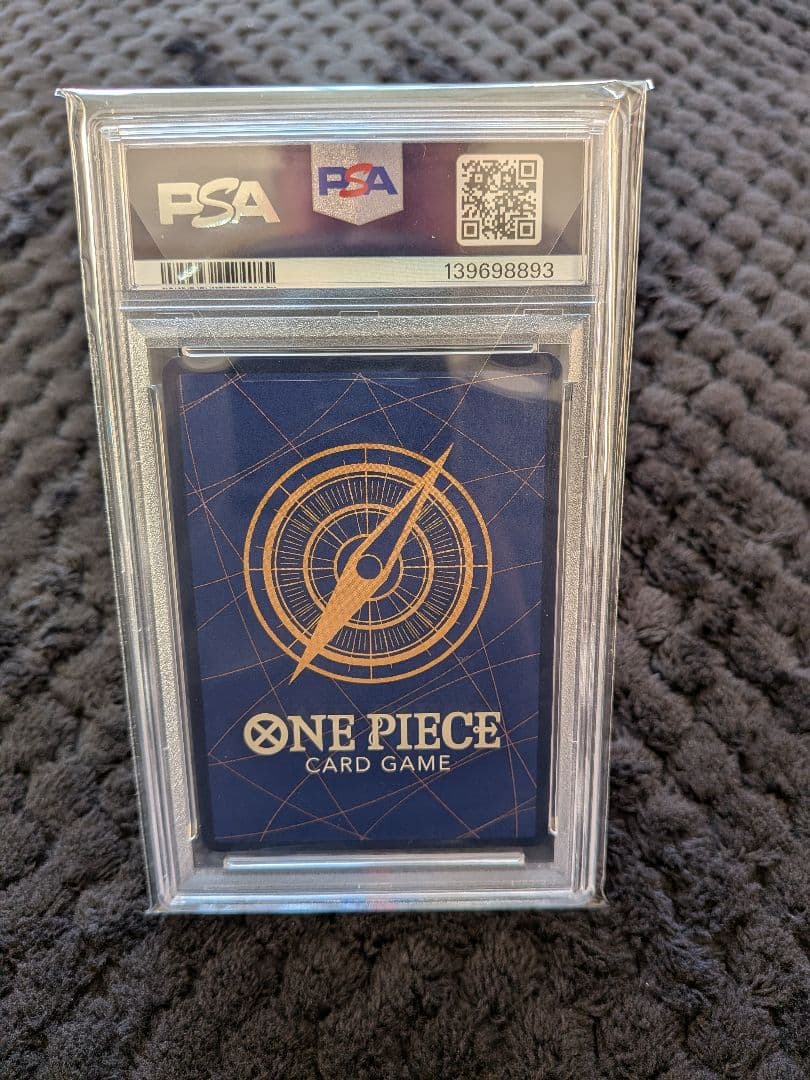 PSA
PSA
139698893
ONE PIECE
CARD GAME